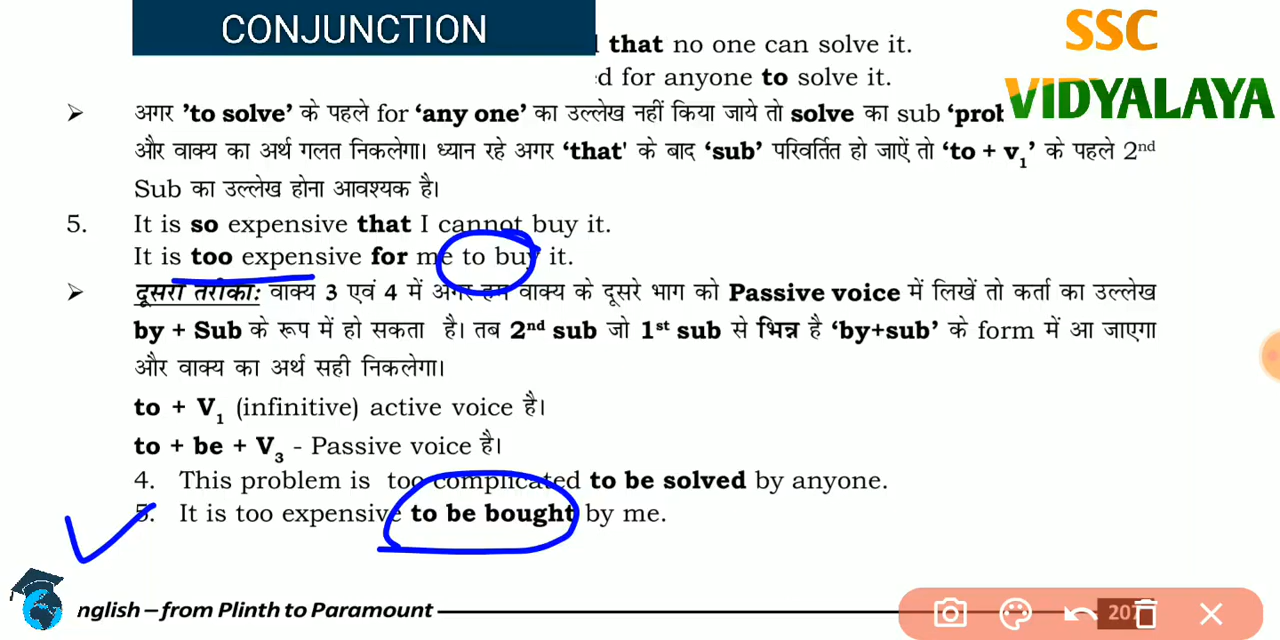 CONJUNCTION
SSC
VIDYALAYA
that no one can solve it.
d for anyone to solve it.
➢ अगर 'to solve' के पहले for 'any one' का उल्लेख नहीं किया जाये तो solve का sub 'prob
और वाक्य का अर्थ गलत निकलेगा। ध्यान रहे अगर 'that' के बाद 'sub' परिवर्तित हो जाऐं तो 'to + v1' के पहले 2nd
Sub का उल्लेख होना आवश्यक है।
5. It is so expensive that I cannot buy it.
It is too expensive for me to buy it.
➢ दूसरा तरीका: वाक्य 3 एवं 4 में अगर हम वाक्य के दूसरे भाग को Passive voice में लिखें तो कर्ता का उल्लेख
by + Sub के रूप में हो सकता है। तब 2nd sub जो 1st sub से भिन्न है 'by+sub' के form में आ जाएगा
और वाक्य का अर्थ सही निकलेगा।
to + V1 (infinitive) active voice है।
to + be + V3 - Passive voice है।
4. This problem is too complicated to be solved by anyone.
5. It is too expensive to be bought by me.
nglish – from Plinth to Paramount
207